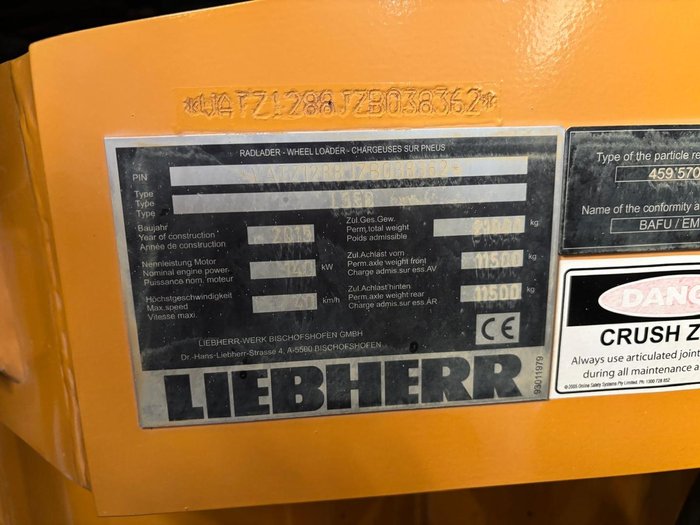 *VATZ1288JZB038362*
RADLADER - WHEEL LOADER - CHARGEUSES SUR PNEUS
PIN
Type
Type
Type
Baujahr
Year of construction 2015
Année de construction
Nennleistung Motor
Nominal engine power kW
Puissance nom. moteur
Höchstgeschwindigkeit
Max.speed km/h
Vitesse maxi.
Zul.Ges.Gew.
Perm.total weight kg
Poids admissible
Zul.Achslast vorn
Perm.axle weight front 11500 kg
Charge admis.sur ess.AV
Zul.Achslast hinten
Perm.axle weight rear 11500 kg
Charge admis.sur ess.AR
LIEBHERR-WERK BISCHOFSHOFEN GMBH
Dr.-Hans-Liebherr-Strasse 4, A-5500 BISCHOFSHOFEN
CE
LIEBHERR
93011979
Type of the particle re
459'570
Name of the conformity a
BAFU / EM
DANG
CRUSH Z
Always use articulated joint
during all maintenance a